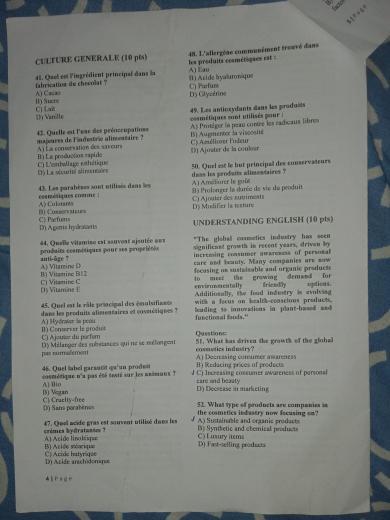 CULTURE GENERALE (10 pts)
41. Quel est l'ingrédient principal dans la
fabrication du chocolat ?
A) Cacao
B) Sucre
C) Lait
D) Vanille
42. Quelle est l'une des préoccupations
majeures de l'industrie alimentaire ?
A) La conservation des saveurs
B) La production rapide
C) L'emballage esthétique
D) La sécurité alimentaire
43. Les parabènes sont utilisés dans les
cosmétiques comme :
A) Colorants
B) Conservateurs
C) Parfums
D) Agents hydratants
44. Quelle vitamine est souvent ajoutée aux
produits cosmétiques pour ses propriétés
anti-âge ?
A) Vitamine D
B) Vitamine B12
C) Vitamine C
D) Vitamine E
45. Quel est le rôle principal des émulsifiants
dans les produits alimentaires et cosmétiques ?
A) Hydrater la peau
B) Conserver le produit
C) Ajouter du parfum
D) Mélanger des substances qui ne se mélangent
pas normalement
46. Quel label garantit qu'un produit
cosmétique n'a pas été testé sur les animaux ?
A) Bio
B) Vegan
C) Cruelty-free
D) Sans parabènes
47. Quel acide gras est souvent utilisé dans les
crèmes hydratantes ?
A) Acide linoléique
B) Acide stéarique
C) Acide butyrique
D) Acide arachidonique
4 | P a g e
48. L'allergène communément trouvé dans
les produits cosmétiques est :
A) Eau
B) Acide hyaluronique
C) Parfum
D) Glycérine
49. Les antioxydants dans les produits
cosmétiques sont utilisés pour :
A) Protéger la peau contre les radicaux libres
B) Augmenter la viscosité
C) Améliorer l'odeur
D) Ajouter de la couleur
50. Quel est le but principal des conservateurs
dans les produits alimentaires ?
A) Améliorer le goût
B) Prolonger la durée de vie du produit
C) Ajouter des nutriments
D) Modifier la texture
UNDERSTANDING ENGLISH (10 pts)
"The global cosmetics industry has seen
significant growth in recent years, driven by
increasing consumer awareness of personal
care and beauty. Many companies are now
focusing on sustainable and organic products
to meet the growing demand for
environmentally friendly options.
Additionally, the food industry is evolving
with a focus on health-conscious products,
leading to innovations in plant-based and
functional foods."
Questions:
51. What has driven the growth of the global
cosmetics industry?
A) Decreasing consumer awareness
B) Reducing prices of products
C) Increasing consumer awareness of personal
care and beauty
D) Decrease in marketing
52. What type of products are companies in
the cosmetics industry now focusing on?
A) Sustainable and organic products
B) Synthetic and chemical products
C) Luxury items
D) Fast-selling products